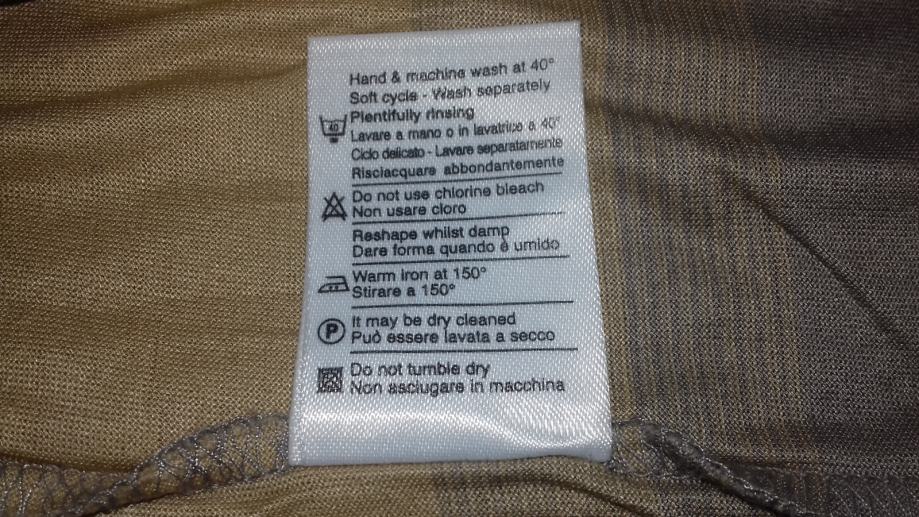 Hand & machine wash at 40°
Soft cycle - Wash separately
Plentifully rinsing
40
Lavare a mano o in lavatrice a 40°
Ciclo delicato - Lavare separatamente
Risciacquare abbondantemente
Do not use chlorine bleach
Non usare cloro
Reshape whilst damp
Dare forma quando è umido
Warm iron at 150°
Stirare a 150°
P
It may be dry cleaned
Può essere lavata a secco
Do not tumble dry
Non asciugare in macchina